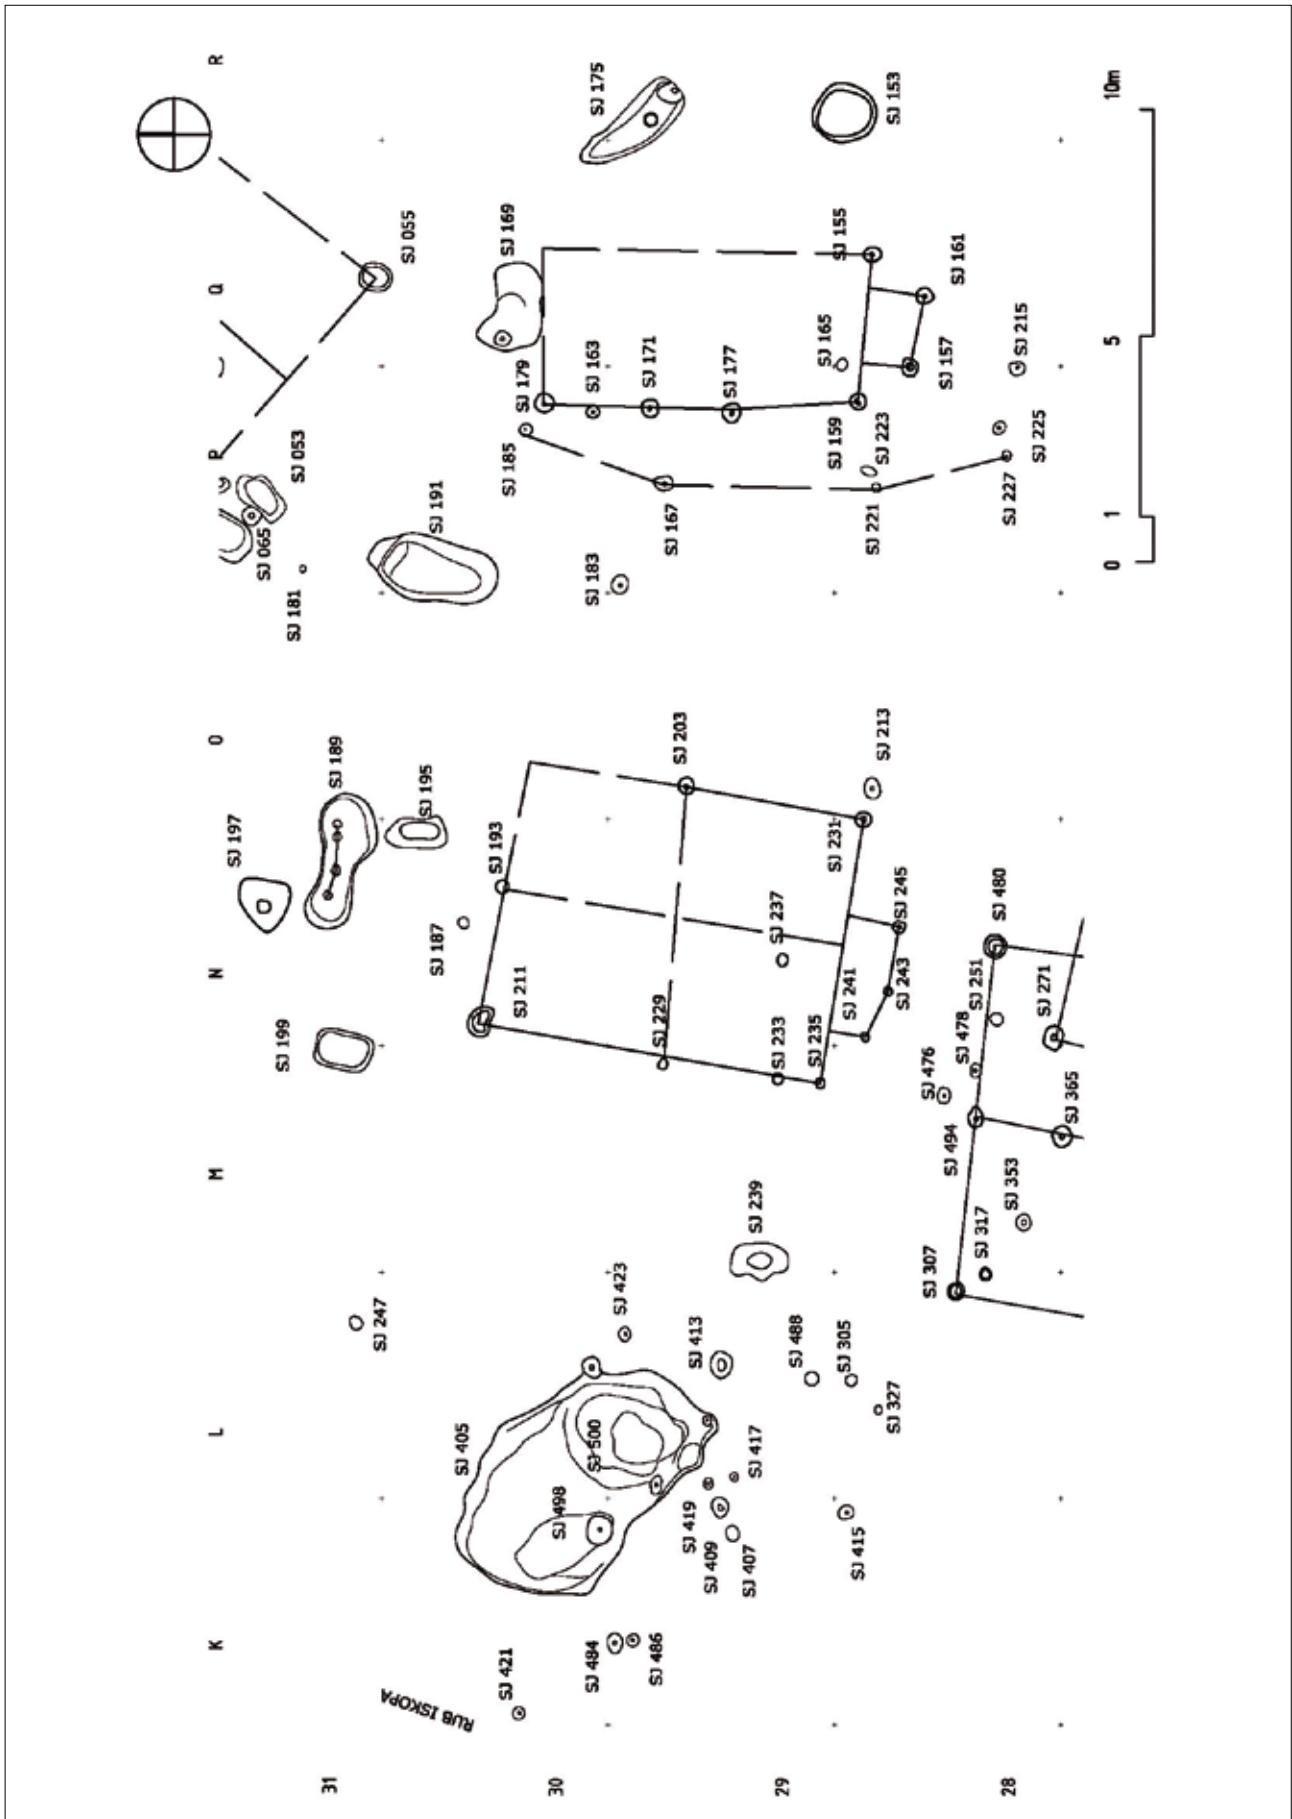 K L M N O P Q R
SJ 197
SJ 065
SJ 199
SJ 181
SJ 053
31
SJ 189
SJ 247
SJ 055
RUB ISKOPA
SJ 195
SJ 191
SJ 187
SJ 405
SJ 193
SJ 421
SJ 185
SJ 169
SJ 211
SJ 179
30
SJ 498
SJ 484
SJ 500
SJ 183
SJ 163
SJ 175
SJ 423
SJ 486
SJ 229
SJ 171
SJ 167
SJ 203
SJ 419
SJ 413
SJ 409
SJ 177
SJ 407
SJ 417
SJ 239
SJ 233
SJ 237
29
SJ 488
SJ 235
SJ 165
SJ 231
SJ 159
SJ 155
SJ 305
SJ 241
SJ 415
SJ 221
SJ 223
SJ 213
SJ 327
SJ 153
SJ 243
SJ 245
SJ 307
SJ 476
SJ 494
SJ 157
SJ 161
SJ 478
SJ 251
SJ 317
SJ 480
28
SJ 353
SJ 227
SJ 215
SJ 225
SJ 271
SJ 365
0 1 5 10m